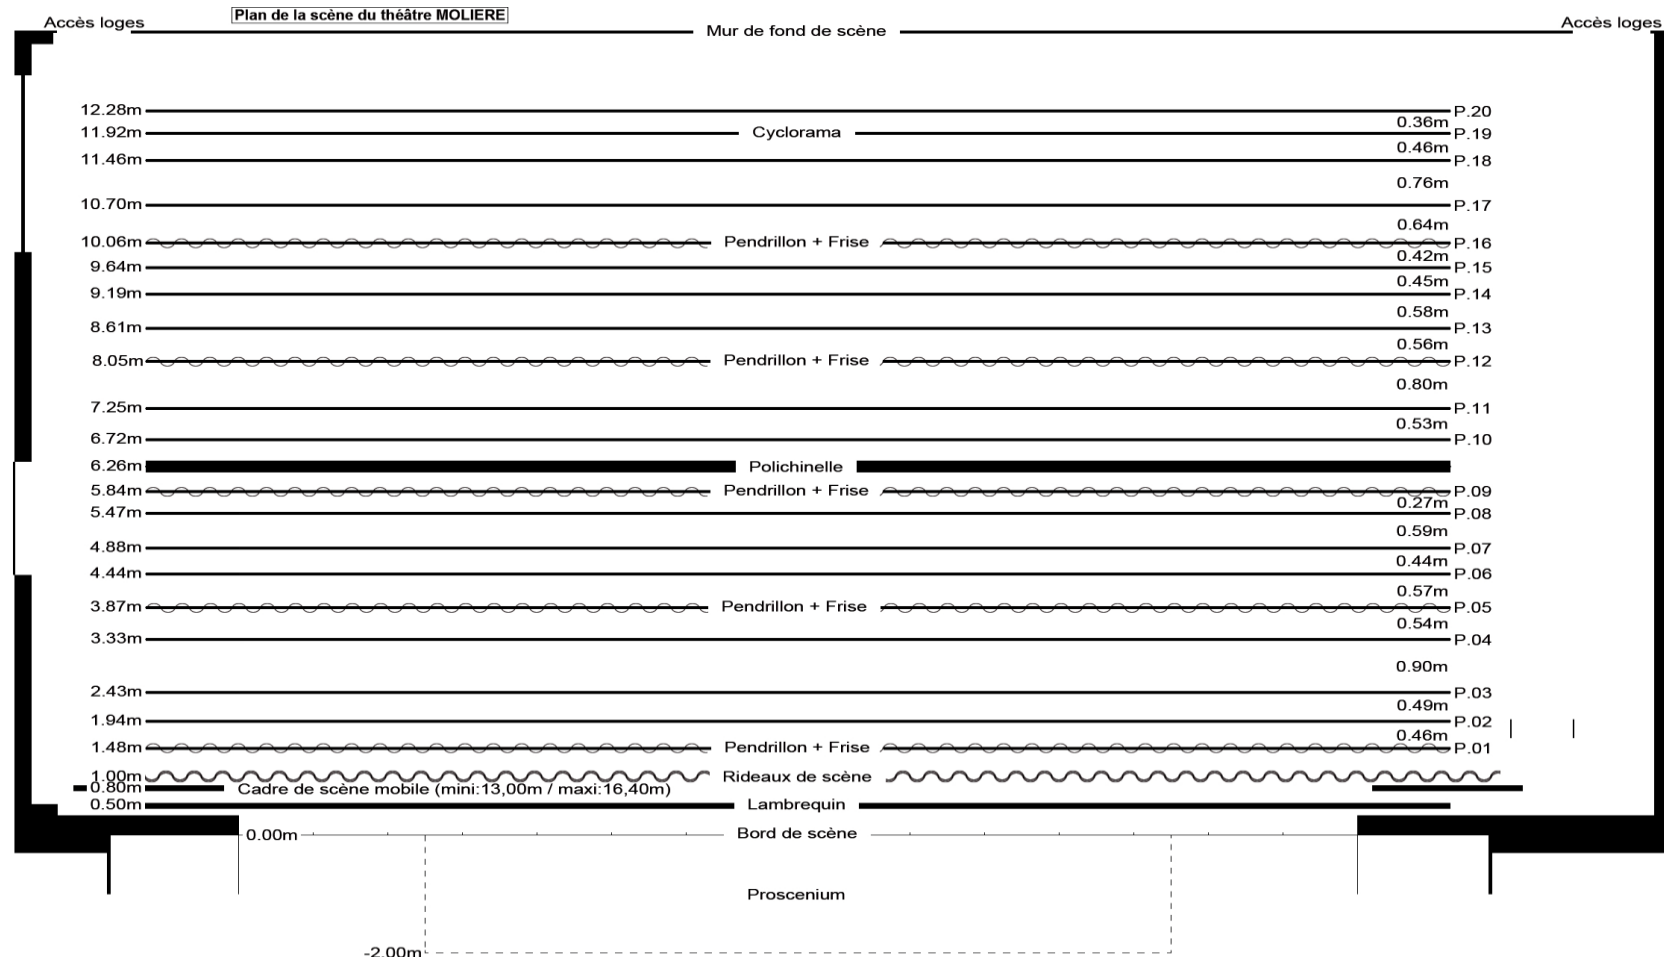 Accès loges
Plan de la scène du théâtre MOLIERE
Accès loges
Mur de fond de scène
12.28m P.20
0.36m
11.92m Cyclorama P.19
0.46m
11.46m P.18
0.76m
10.70m P.17
0.64m
10.06m Pendrillon + Frise P.16
0.42m
9.64m P.15
0.45m
9.19m P.14
0.58m
8.61m P.13
0.56m
8.05m Pendrillon + Frise P.12
0.80m
7.25m P.11
0.53m
6.72m P.10
6.26m Polichinelle
5.84m Pendrillon + Frise P.09
0.27m
5.47m P.08
0.59m
4.88m P.07
0.44m
4.44m P.06
0.57m
3.87m Pendrillon + Frise P.05
0.54m
3.33m P.04
0.90m
2.43m P.03
0.49m
1.94m P.02
0.46m
1.48m Pendrillon + Frise P.01
1.00m Rideaux de scène
0.80m Cadre de scène mobile (mini:13,00m / maxi:16,40m)
0.50m Lambrequin
0.00m Bord de scène
Proscenium
-2.00m